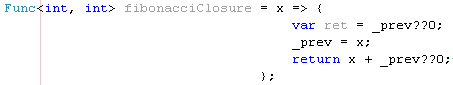 Func<int, int> fibonacciClosure = x => {
var ret = _prev??0;
_prev = x;
return x + _prev??0;
};